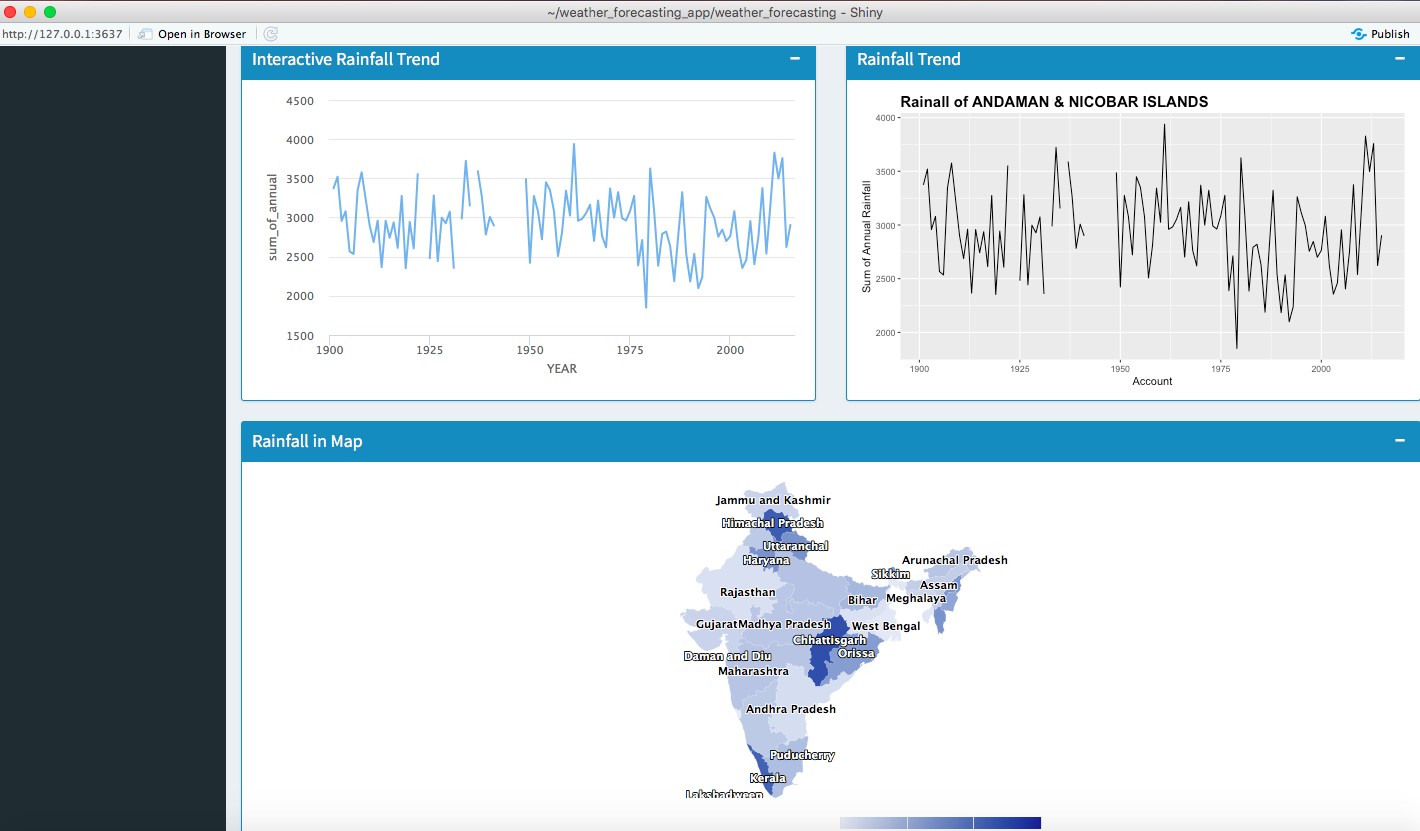 ~/weather_forecasting_app/weather_forecasting - Shiny
http://127.0.0.1:3637 Open in Browser Publish
Interactive Rainfall Trend
4500
4000
3500
3000
2500
2000
1500
sum_of_annual
1900 1925 1950 1975 2000
YEAR
Rainfall Trend
Rainall of ANDAMAN & NICOBAR ISLANDS
4000
3500
3000
2500
2000
Sum of Annual Rainfall
1900 1925 1950 1975 2000
Account
Rainfall in Map
Jammu and Kashmir
Himachal Pradesh
Uttaranchal
Haryana
Arunachal Pradesh
Sikkim
Assam
Rajasthan
Bihar
Meghalaya
Gujarat
Madhya Pradesh
West Bengal
Chhattisgarh
Orissa
Daman and Diu
Maharashtra
Andhra Pradesh
Puducherry
Kerala
Lakshadweep